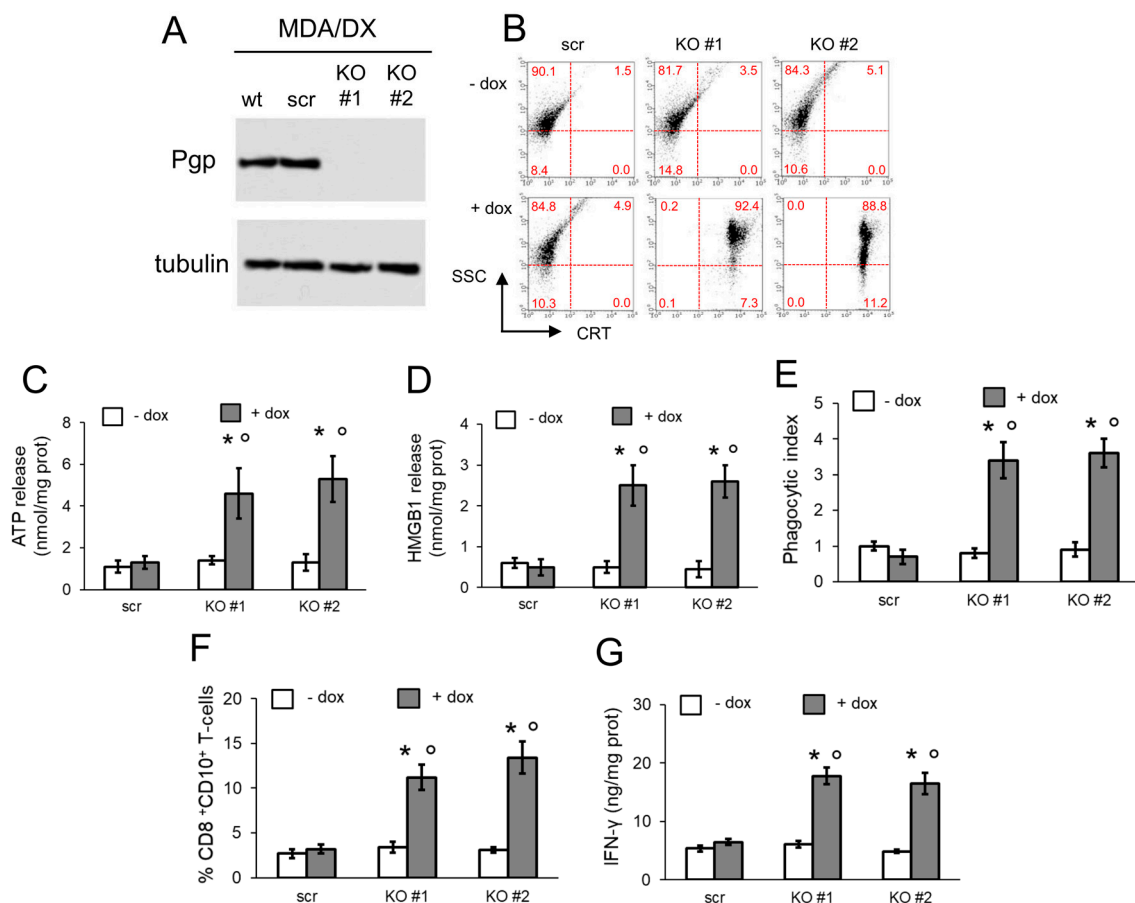 A
MDA/DX
wt scr KO #1 KO #2
Pgp
tubulin
B
scr KO #1 KO #2
- dox
90.1 1.5
8.4 0.0
81.7 3.5
14.8 0.0
84.3 5.1
10.6 0.0
+ dox
84.8 4.9
10.3 0.0
0.2 92.4
0.1 7.3
0.0 88.8
0.0 11.2
SSC
CRT
C
- dox + dox
ATP release
(nmol/mg prot)
8
6
4
2
0
* ° * °
scr KO #1 KO #2
D
- dox + dox
HMGB1 release
(nmol/mg prot)
4
3
2
1
0
* ° * °
scr KO #1 KO #2
E
- dox + dox
Phagocytic index
5
4
3
2
1
0
* ° * °
scr KO #1 KO #2
F
- dox + dox
% CD8 ⁺CD10⁺ T-cells
20
15
10
5
0
* ° * °
scr KO #1 KO #2
G
- dox + dox
IFN-γ (ng/mg prot)
30
20
10
0
* ° * °
scr KO #1 KO #2